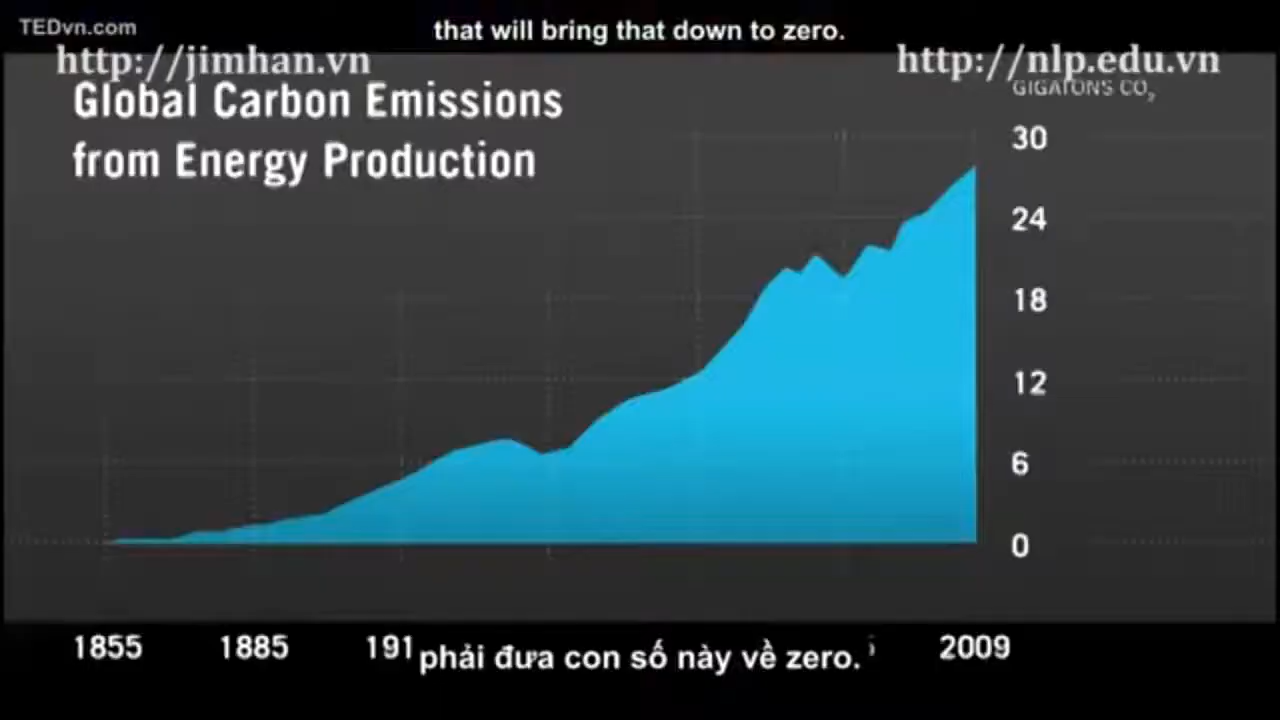 TEDvn.com
that will bring that down to zero.
http://jimhan.vn
http://nlp.edu.vn
Global Carbon Emissions
from Energy Production
GIGATONS CO₂
30
24
18
12
6
0
1855
1885
2009
phải đưa con số này về zero.